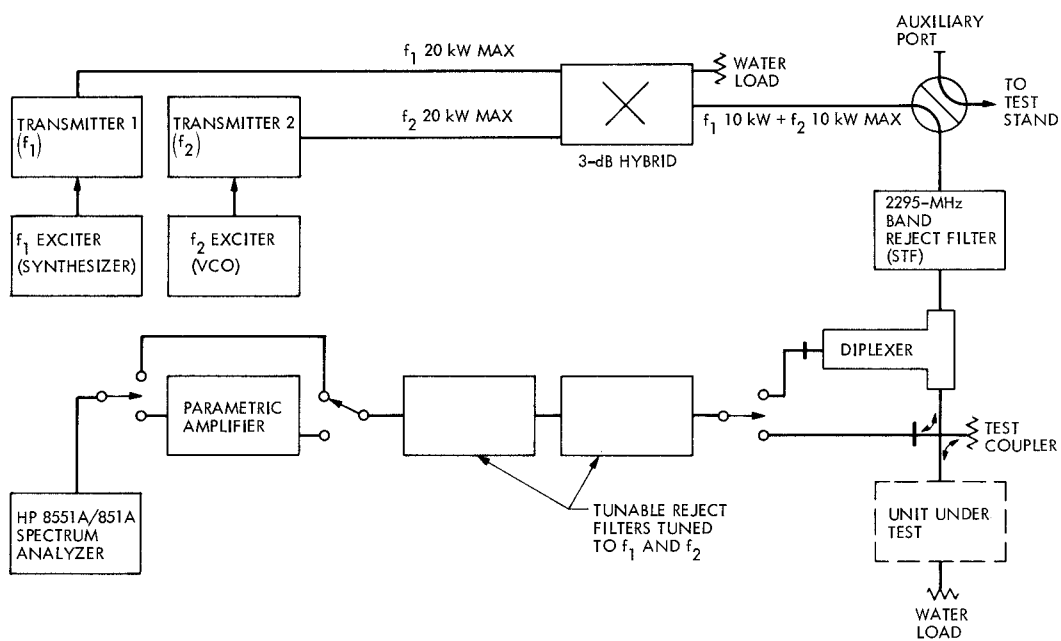 AUXILIARY
PORT
f1 20 kW MAX
WATER
LOAD
TO
TEST
STAND
TRANSMITTER 1
(f1)
TRANSMITTER 2
(f2)
f2 20 kW MAX
f1 10 kW + f2 10 kW MAX
3-dB HYBRID
f1 EXCITER
(SYNTHESIZER)
f2 EXCITER
(VCO)
2295-MHz
BAND
REJECT FILTER
(STF)
DIPLEXER
PARAMETRIC
AMPLIFIER
TEST
COUPLER
HP 8551A/851A
SPECTRUM
ANALYZER
TUNABLE REJECT
FILTERS TUNED
TO f1 AND f2
UNIT UNDER
TEST
WATER
LOAD